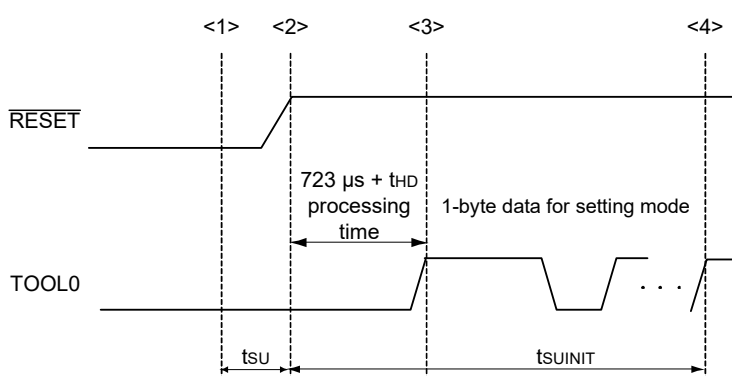 <1> <2> <3> <4>
RESET
723 µs + tHD
processing
time
1-byte data for setting mode
TOOL0
. . .
tSU tSUINIT